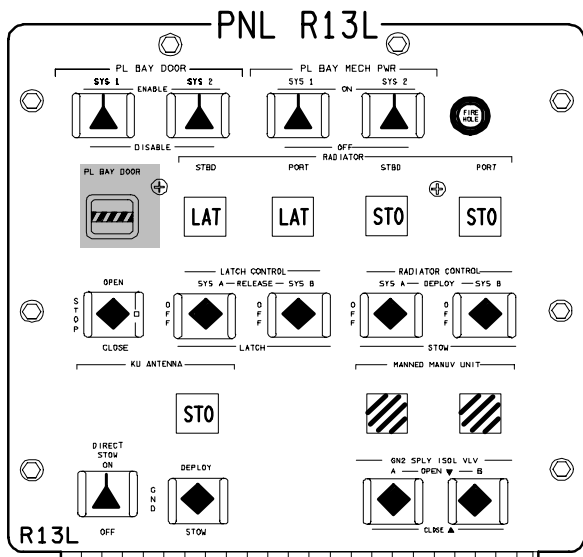 PNL R13L
PL BAY DOOR
PL BAY MECH PWR
SYS 1 ENABLE SYS 2
SYS 1 ON SYS 2
FIRE
HOLE
DISABLE
OFF
RADIATOR
PL BAY DOOR
STBD PORT STBD PORT
LAT LAT STO STO
LATCH CONTROL
RADIATOR CONTROL
OPEN
SYS A RELEASE SYS B
SYS A DEPLOY SYS B
STOP
OFF
OFF
OFF
OFF
CLOSE
LATCH
STOW
KU ANTENNA
MANNED MANUV UNIT
STO
DIRECT
STOW
ON
DEPLOY
GND
GN2 SPLY ISOL VLV
A OPEN ▼ B
OFF
STOW
CLOSE ▲
R13L